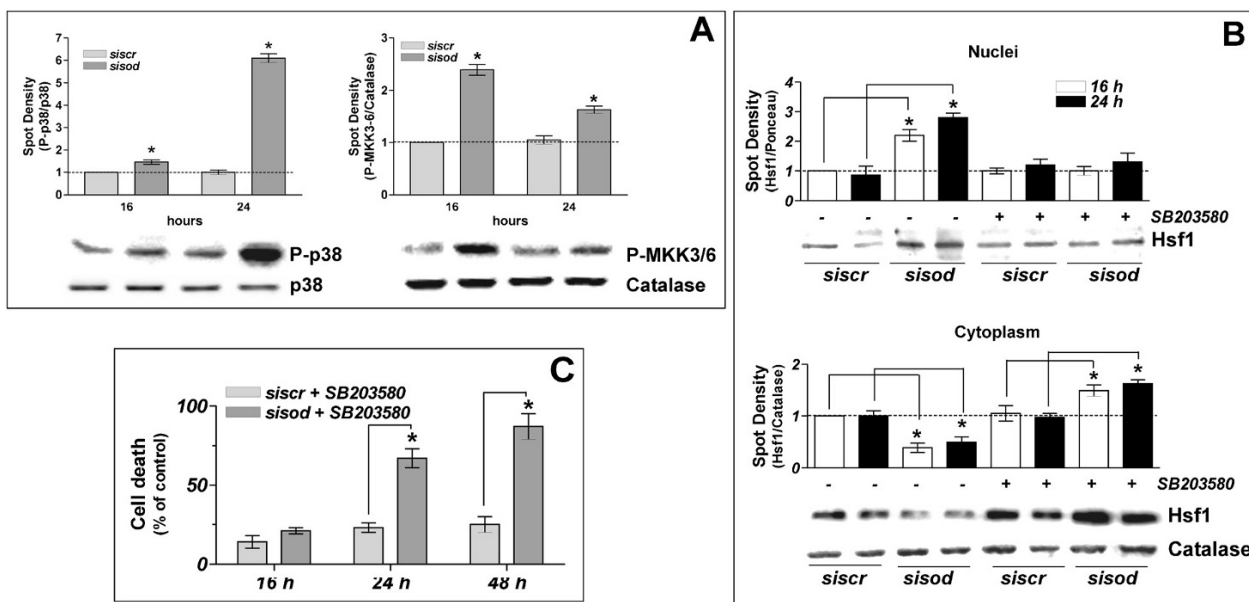 A
siscr
sisod
Spot Density
(P-p38/p38)
7
6
5
4
3
2
1
0
*
*
16
24
hours
siscr
sisod
Spot Density
(P-MKK3-6/Catalase)
3
2
1
0
*
*
16
24
hours
P-p38
p38
P-MKK3/6
Catalase
B
Nuclei
16 h
24 h
Spot Density
(Hsf1/Ponceau)
4
3
2
1
0
* *
- - - - + + + + SB203580
Hsf1
siscr sisod siscr sisod
Cytoplasm
Spot Density
(Hsf1/Catalase)
2
1
0
* * * *
- - - - + + + + SB203580
Hsf1
Catalase
siscr sisod siscr sisod
C
siscr + SB203580
sisod + SB203580
Cell death
(% of control)
100
50
0
* *
16 h 24 h 48 h